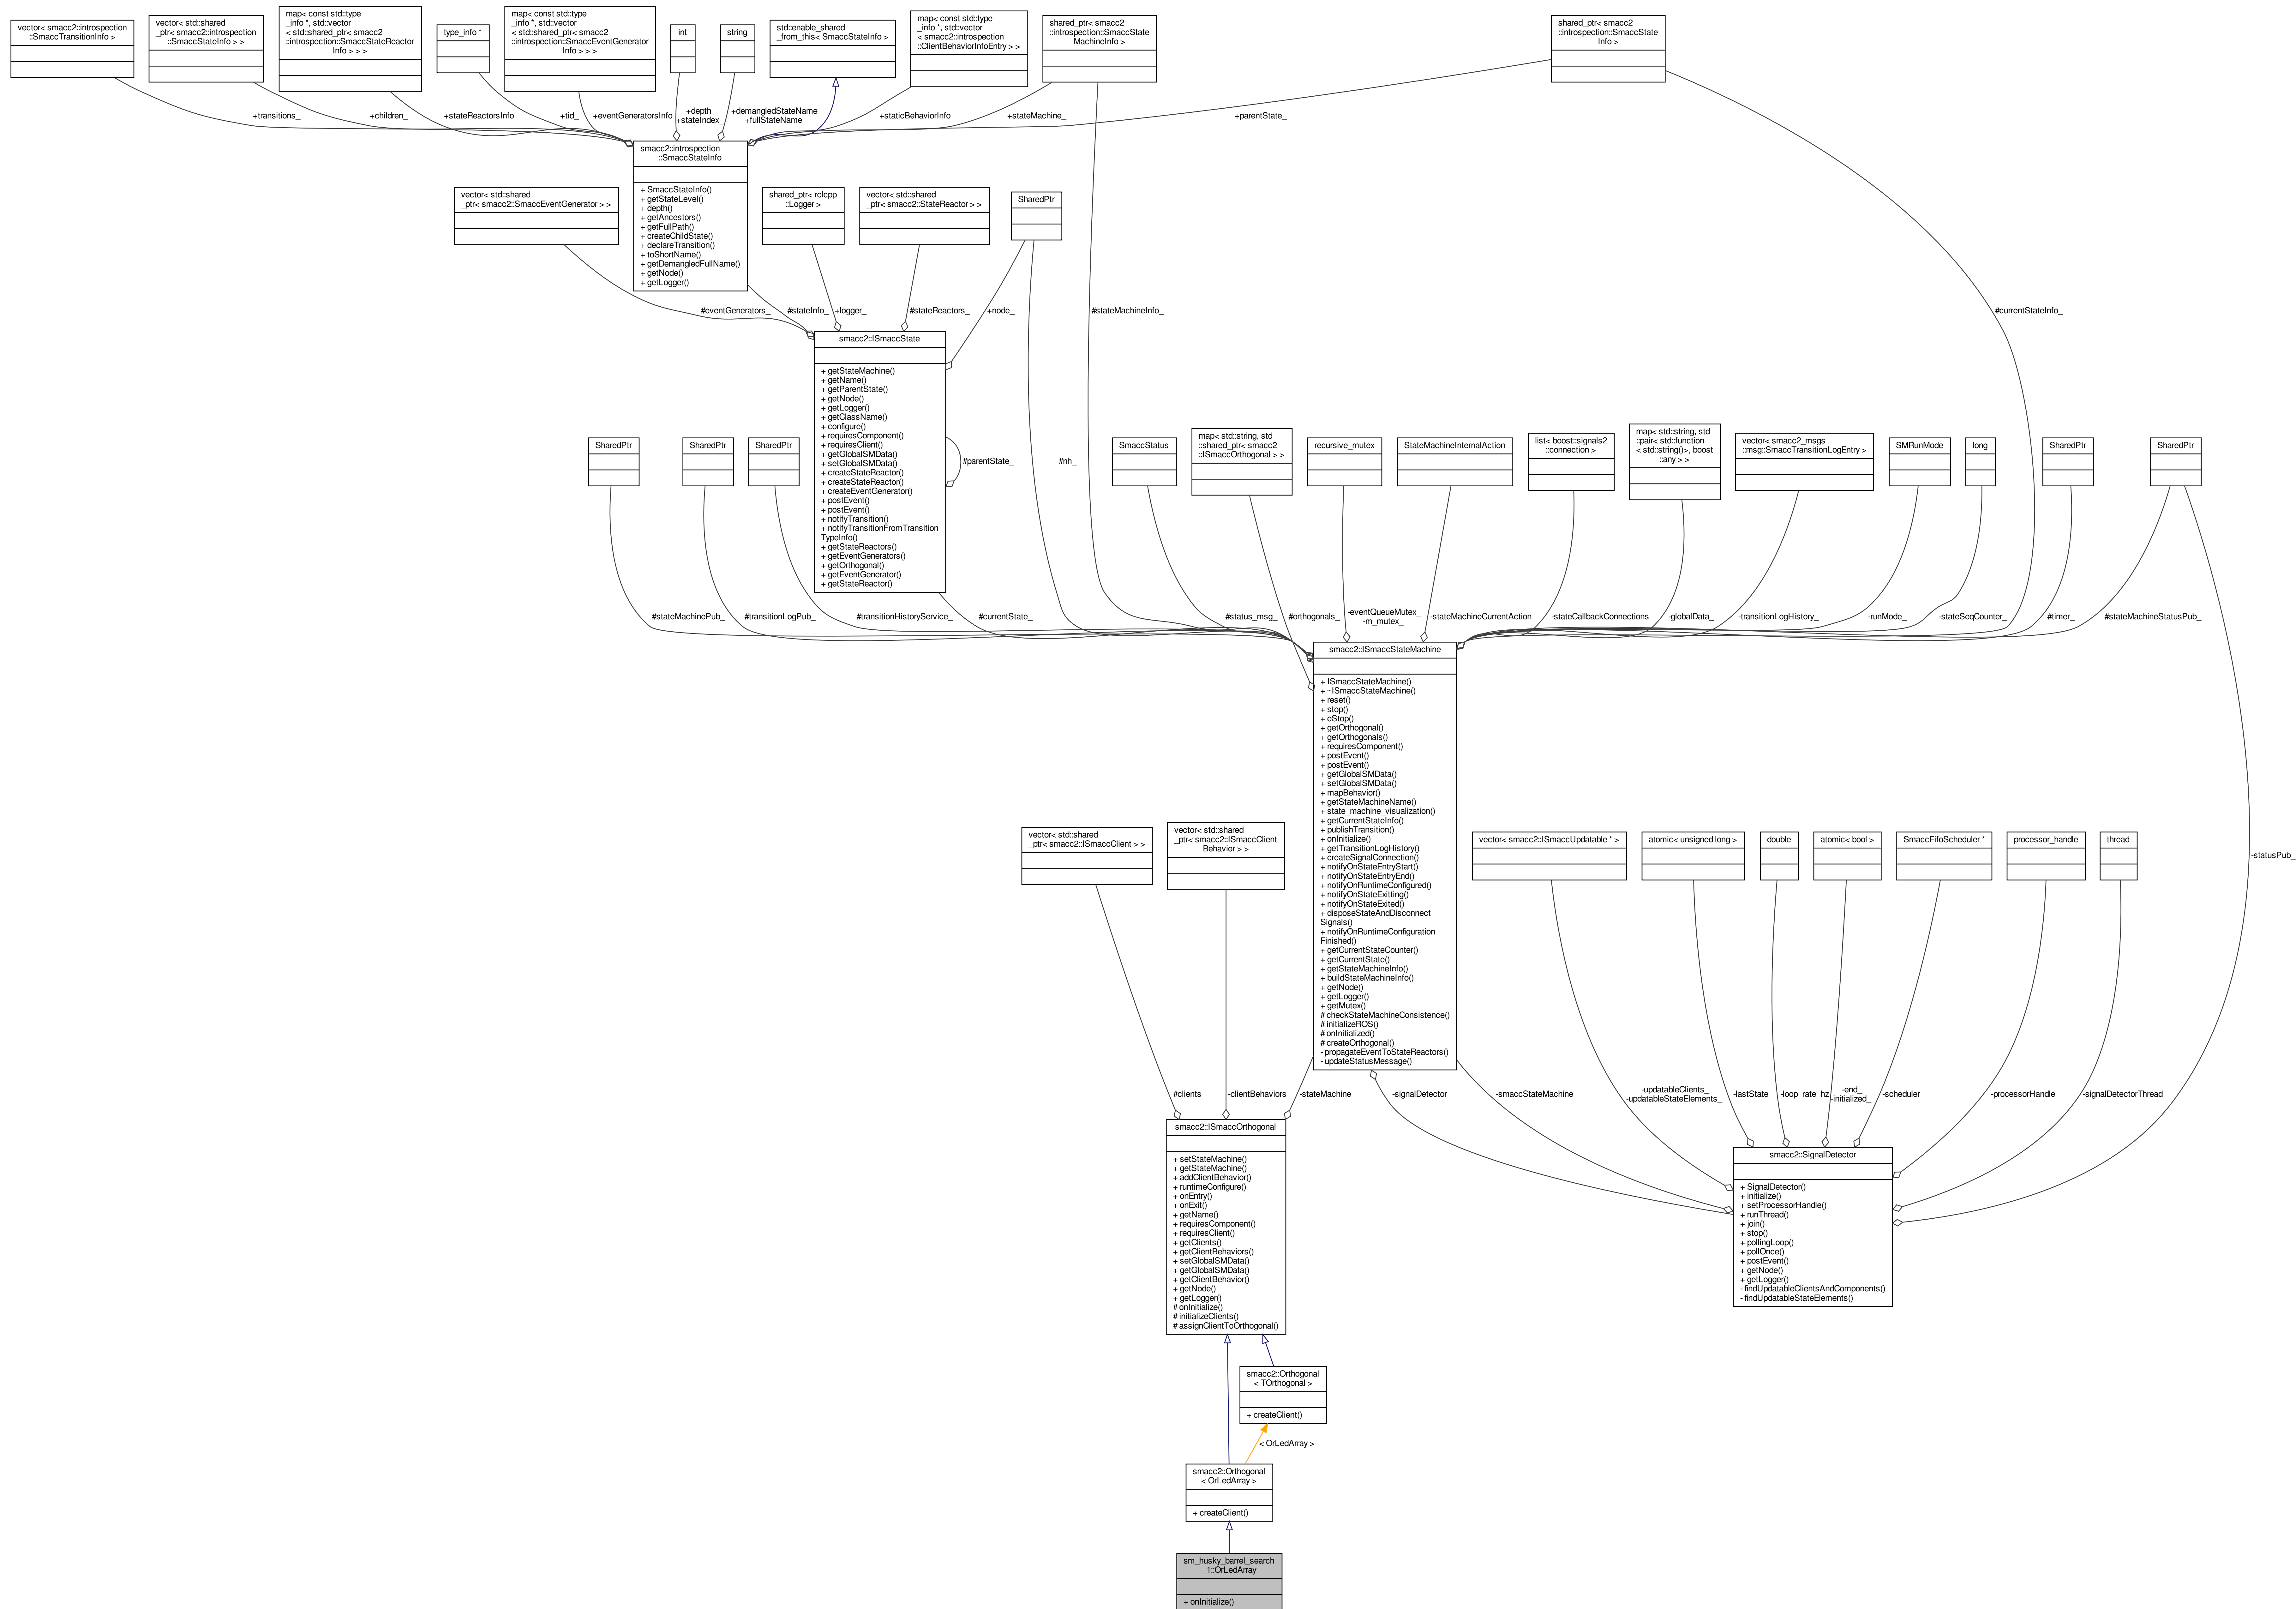 vector< smacc2::introspection
::SmaccTransitionInfo >
vector< std::shared
_ptr< smacc2::introspection
::SmaccStateInfo > >
map< const std::type
_info *, std::vector
< std::shared_ptr< smacc2
::introspection::SmaccStateReactor
Info > > >
type_info *
map< const std::type
_info *, std::vector
< std::shared_ptr< smacc2
::introspection::SmaccEventGenerator
Info > > >
int
string
std::enable_shared
_from_this< SmaccStateInfo >
map< const std::type
_info *, std::vector
< smacc2::introspection
::ClientBehaviorInfoEntry > >
shared_ptr< smacc2
::introspection::SmaccState
MachineInfo >
shared_ptr< smacc2
::introspection::SmaccState
Info >
+transitions_
+children_
+stateReactorsInfo
+tid_
+eventGeneratorsInfo
+depth_
+stateIndex_
+demangledStateName
+fullStateName
+staticBehaviorInfo
+stateMachine_
+parentState_
smacc2::introspection
::SmaccStateInfo
+ SmaccStateInfo()
+ getStateLevel()
+ depth()
+ getAncestors()
+ getFullPath()
+ createChildState()
+ declareTransition()
+ toShortName()
+ getDemangledFullName()
+ getNode()
+ getLogger()
vector< std::shared
_ptr< smacc2::SmaccEventGenerator > >
shared_ptr< rclcpp
::Logger >
vector< std::shared
_ptr< smacc2::StateReactor > >
SharedPtr
#eventGenerators_
#stateInfo_
+logger_
#stateReactors_
+node_
#stateMachineInfo_
#currentStateInfo_
smacc2::ISmaccState
+ getStateMachine()
+ getName()
+ getParentState()
+ getNode()
+ getLogger()
+ getClassName()
+ configure()
+ requiresComponent()
+ requiresClient()
+ getGlobalSMData()
+ setGlobalSMData()
+ createStateReactor()
+ createStateReactor()
+ createEventGenerator()
+ postEvent()
+ postEvent()
+ notifyTransition()
+ notifyTransitionFromTransition
TypeInfo()
+ getStateReactors()
+ getEventGenerators()
+ getOrthogonal()
+ getEventGenerator()
+ getStateReactor()
#parentState_
#nh_
SharedPtr
SharedPtr
SharedPtr
SmaccStatus
map< std::string, std
::shared_ptr< smacc2
::ISmaccOrthogonal > >
recursive_mutex
StateMachineInternalAction
list< boost::signals2
::connection >
map< std::string, std
::pair< std::function
< std::string()>, boost
::any > >
vector< smacc2_msgs
::msg::SmaccTransitionLogEntry >
SMRunMode
long
SharedPtr
SharedPtr
#stateMachinePub_
#transitionLogPub_
#transitionHistoryService_
#currentState_
#status_msg_
#orthogonals_
-eventQueueMutex_
-m_mutex_
-stateMachineCurrentAction
-stateCallbackConnections
-globalData_
-transitionLogHistory_
-runMode_
-stateSeqCounter_
#timer_
#stateMachineStatusPub_
smacc2::ISmaccStateMachine
+ ISmaccStateMachine()
+ ~ISmaccStateMachine()
+ reset()
+ stop()
+ eStop()
+ getOrthogonal()
+ getOrthogonals()
+ requiresComponent()
+ postEvent()
+ postEvent()
+ getGlobalSMData()
+ setGlobalSMData()
+ mapBehavior()
+ getStateMachineName()
+ state_machine_visualization()
+ getCurrentStateInfo()
+ publishTransition()
+ onInitialize()
+ getTransitionLogHistory()
+ createSignalConnection()
+ notifyOnStateEntryStart()
+ notifyOnStateEntryEnd()
+ notifyOnRuntimeConfigured()
+ notifyOnStateExitting()
+ notifyOnStateExited()
+ disposeStateAndDisconnect
Signals()
+ notifyOnRuntimeConfiguration
Finished()
+ getCurrentStateCounter()
+ getCurrentState()
+ getStateMachineInfo()
+ buildStateMachineInfo()
+ getNode()
+ getLogger()
+ getMutex()
# checkStateMachineConsistence()
# initializeROS()
# onInitialized()
# createOrthogonal()
- propagateEventToStateReactors()
- updateStatusMessage()
vector< std::shared
_ptr< smacc2::ISmaccClient > >
vector< std::shared
_ptr< smacc2::ISmaccClient
Behavior > >
vector< smacc2::ISmaccUpdatable * >
atomic< unsigned long >
double
atomic< bool >
SmaccFifoScheduler *
processor_handle
thread
-statusPub_
#clients_
-clientBehaviors_
-stateMachine_
-signalDetector_
-smaccStateMachine_
-updatableClients_
-updatableStateElements_
-lastState_
-loop_rate_hz
-end_
-initialized_
-scheduler_
-processorHandle_
-signalDetectorThread_
smacc2::ISmaccOrthogonal
+ setStateMachine()
+ getStateMachine()
+ addClientBehavior()
+ runtimeConfigure()
+ onEntry()
+ onExit()
+ getName()
+ requiresComponent()
+ requiresClient()
+ getClients()
+ getClientBehaviors()
+ setGlobalSMData()
+ getGlobalSMData()
+ getClientBehavior()
+ getNode()
+ getLogger()
# onInitialize()
# initializeClients()
# assignClientToOrthogonal()
smacc2::SignalDetector
+ SignalDetector()
+ initialize()
+ setProcessorHandle()
+ runThread()
+ join()
+ stop()
+ pollingLoop()
+ pollOnce()
+ postEvent()
+ getNode()
+ getLogger()
- findUpdatableClientsAndComponents()
- findUpdatableStateElements()
smacc2::Orthogonal
< TOrthogonal >
+ createClient()
< OrLedArray >
smacc2::Orthogonal
< OrLedArray >
+ createClient()
sm_husky_barrel_search
_1::OrLedArray
+ onInitialize()